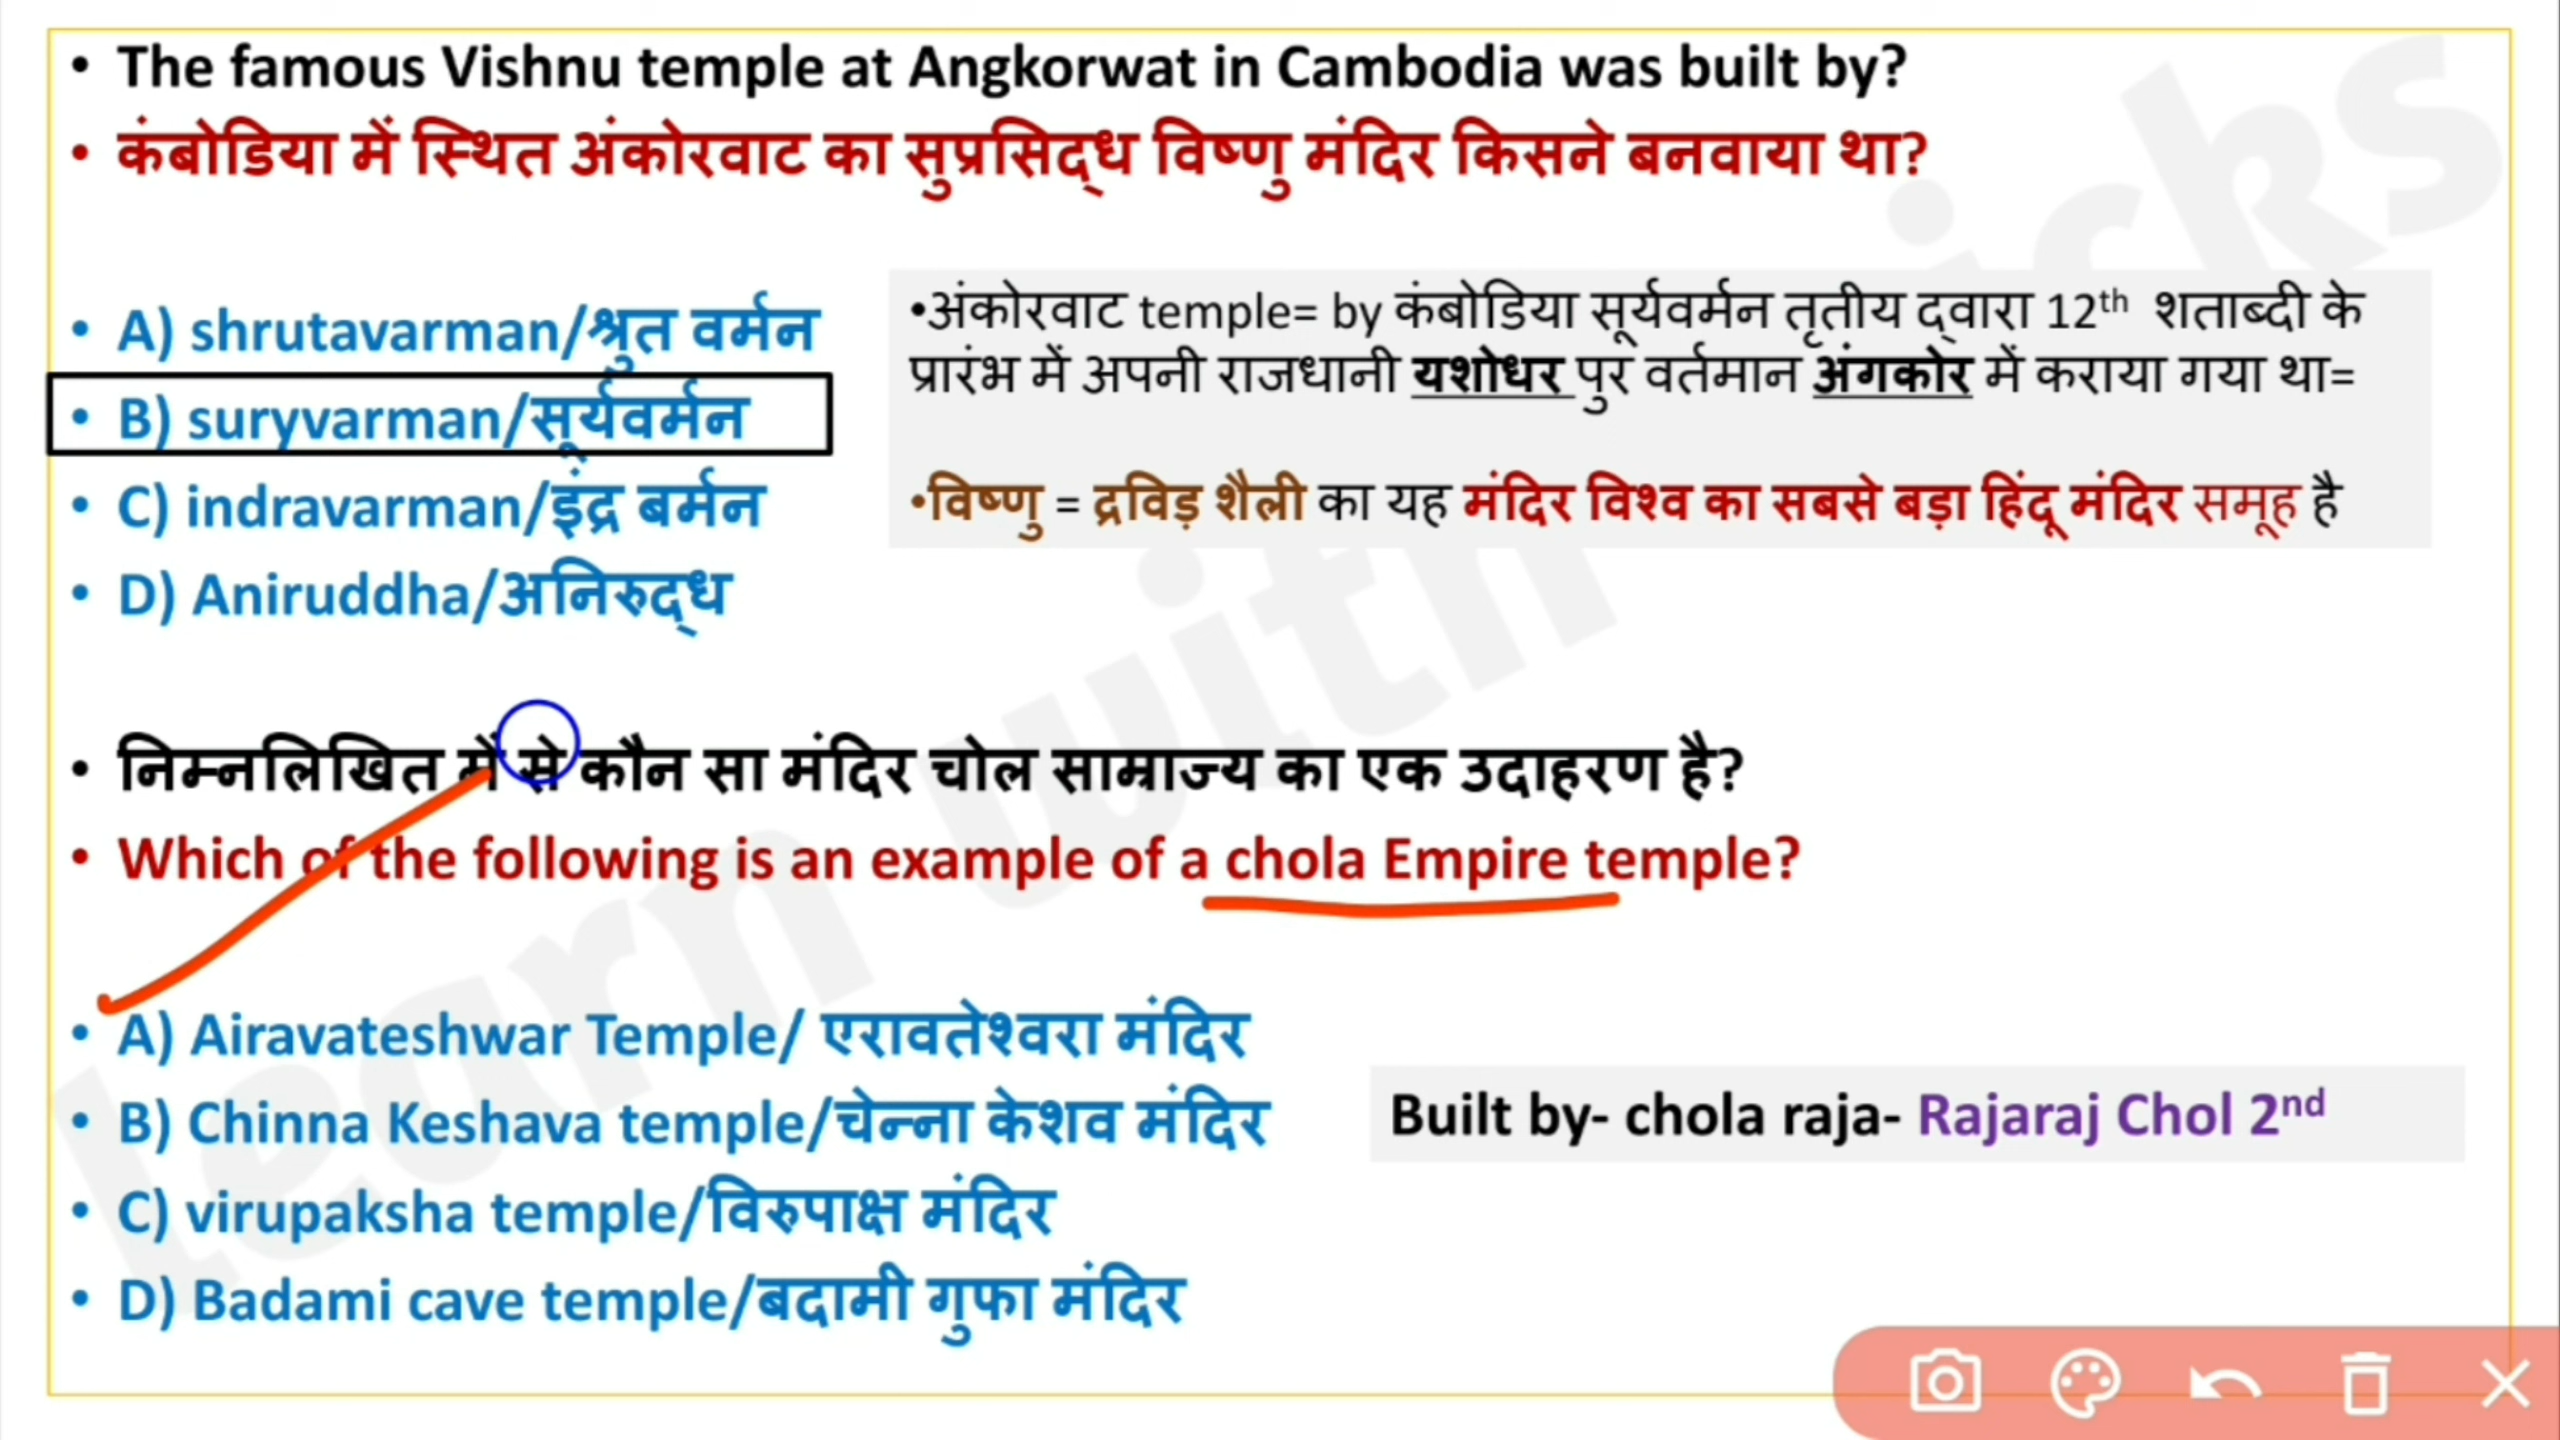 • The famous Vishnu temple at Angkorwat in Cambodia was built by?
• कंबोडिया में स्थित अंकोरवाट का सुप्रसिद्ध विष्णु मंदिर किसने बनवाया था?
• A) shrutavarman/श्रुत वर्मन
• B) suryvarman/सूर्यवर्मन
• C) indravarman/इंद्र बर्मन
• D) Aniruddha/अनिरुद्ध
•अंकोरवाट temple= by कंबोडिया सूर्यवर्मन तृतीय द्वारा 12th शताब्दी के
प्रारंभ में अपनी राजधानी यशोधर पुर वर्तमान अंगकोर में कराया गया था=
•विष्णु = द्रविड़ शैली का यह मंदिर विश्व का सबसे बड़ा हिंदू मंदिर समूह है
• निम्नलिखित में से कौन सा मंदिर चोल साम्राज्य का एक उदाहरण है?
• Which of the following is an example of a chola Empire temple?
• A) Airavateshwar Temple/ एरावतेश्वरा मंदिर
• B) Chinna Keshava temple/चेन्ना केशव मंदिर
• C) virupaksha temple/विरुपाक्ष मंदिर
• D) Badami cave temple/बदामी गुफा मंदिर
Built by- chola raja- Rajaraj Chol 2nd
learn with